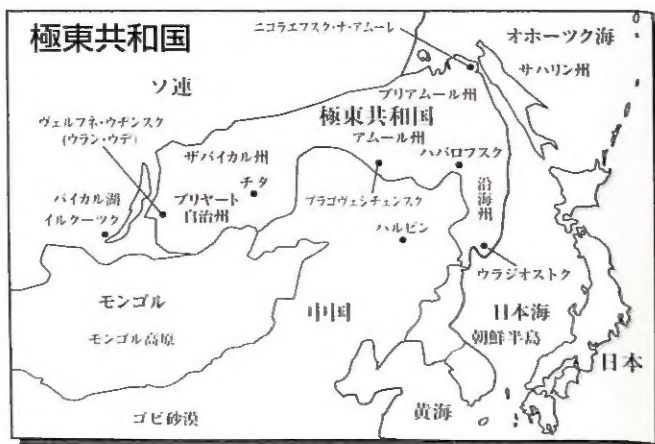 極東共和国
ニコラエフスク・ナ・アムーレ
オホーツク海
ソ連
サハリン州
プリアムール州
ヴェルフネ・ウヂンスク
(ウラン・ウデ)
極東共和国
アムール州
ザバイカル州
ハバロフスク
チタ
沿海州
バイカル湖
ブリヤート
自治州
ブラゴヴェシチェンスク
イルクーツク
ハルビン
ウラジオストク
モンゴル
中国
日本海
モンゴル高原
朝鮮半島
日本
黄海
ゴビ砂漠